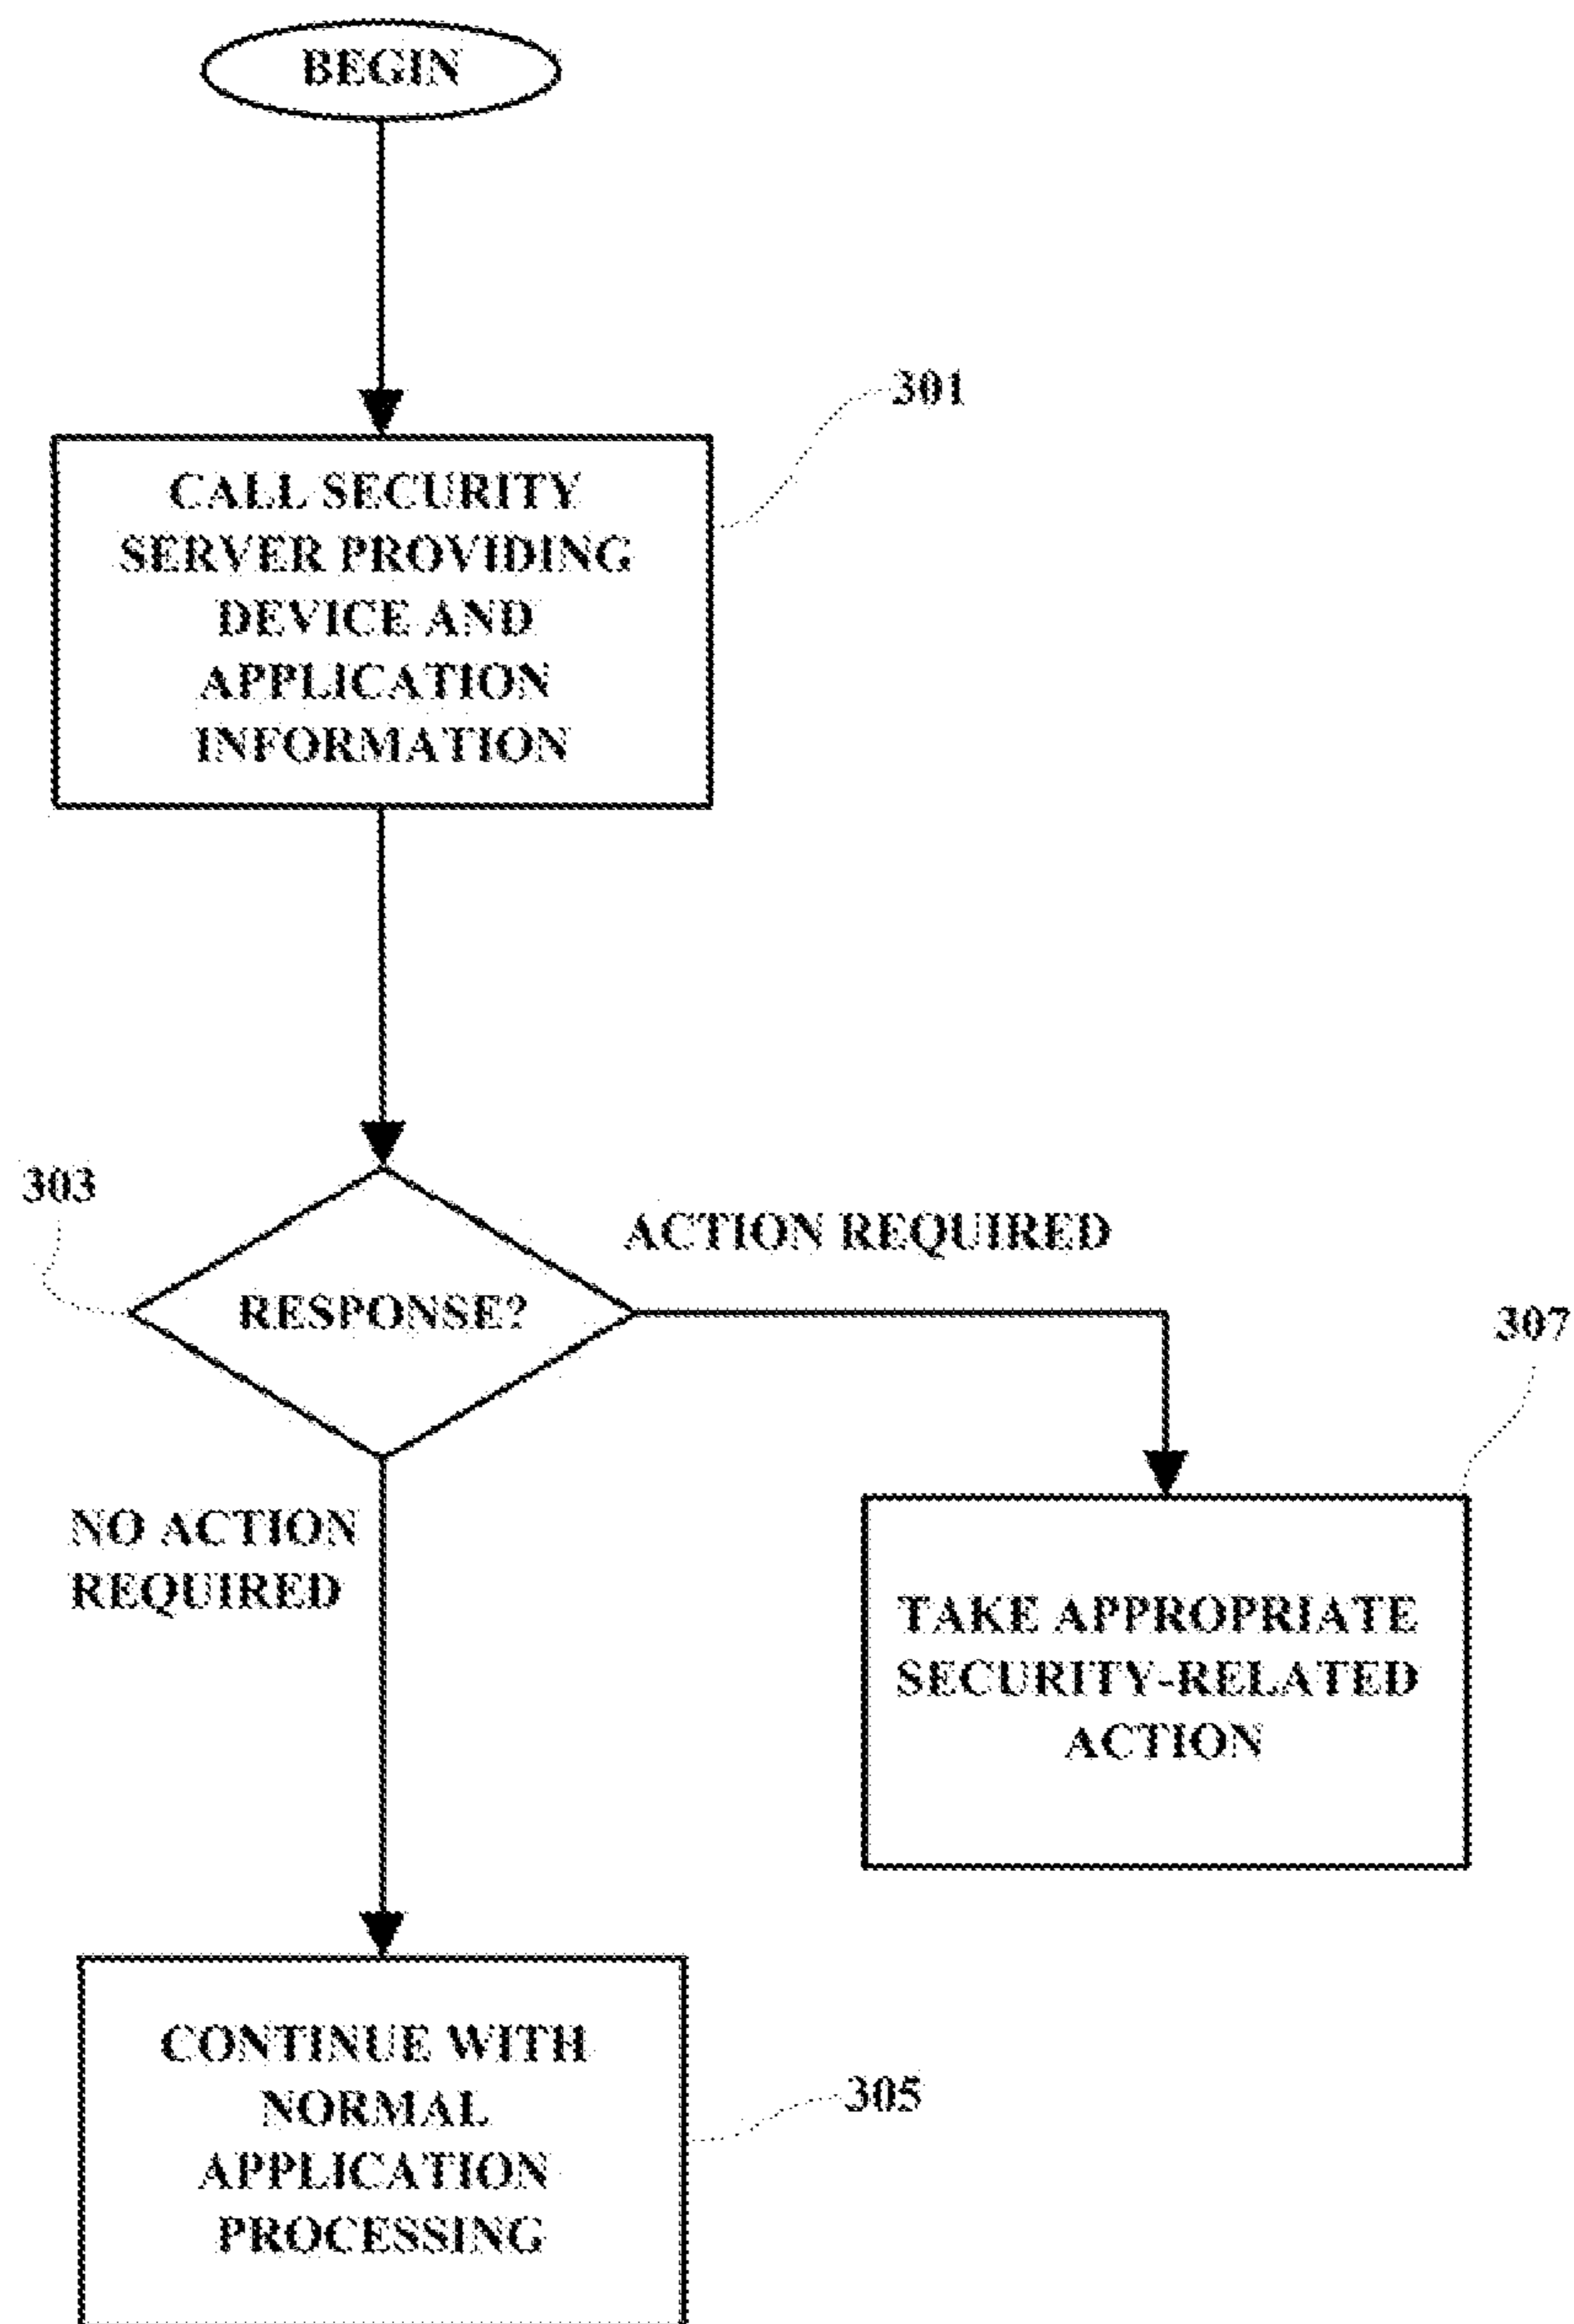 BEGIN
301
CALL SECURITY
SERVER PROVIDING
DEVICE AND
APPLICATION
INFORMATION
303
RESPONSE?
ACTION REQUIRED
307
NO ACTION
REQUIRED
TAKE APPROPRIATE
SECURITY-RELATED
ACTION
CONTINUE WITH
NORMAL
APPLICATION
PROCESSING
305